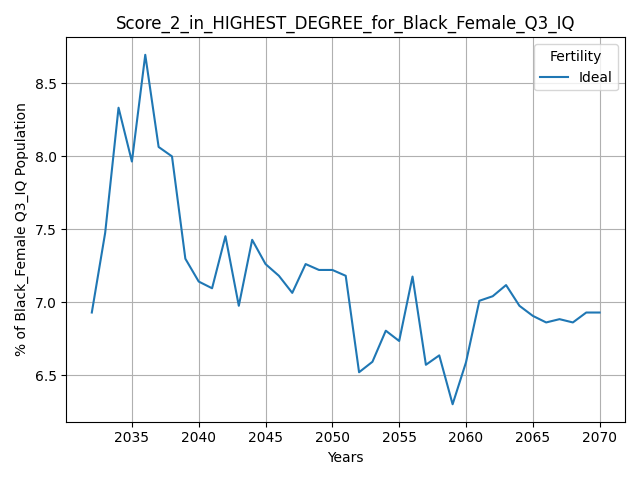 Score_2_in_HIGHEST_DEGREE_for_Black_Female_Q3_IQ
Fertility
Ideal
% of Black_Female Q3_IQ Population
8.5
8.0
7.5
7.0
6.5
2035 2040 2045 2050 2055 2060 2065 2070
Years